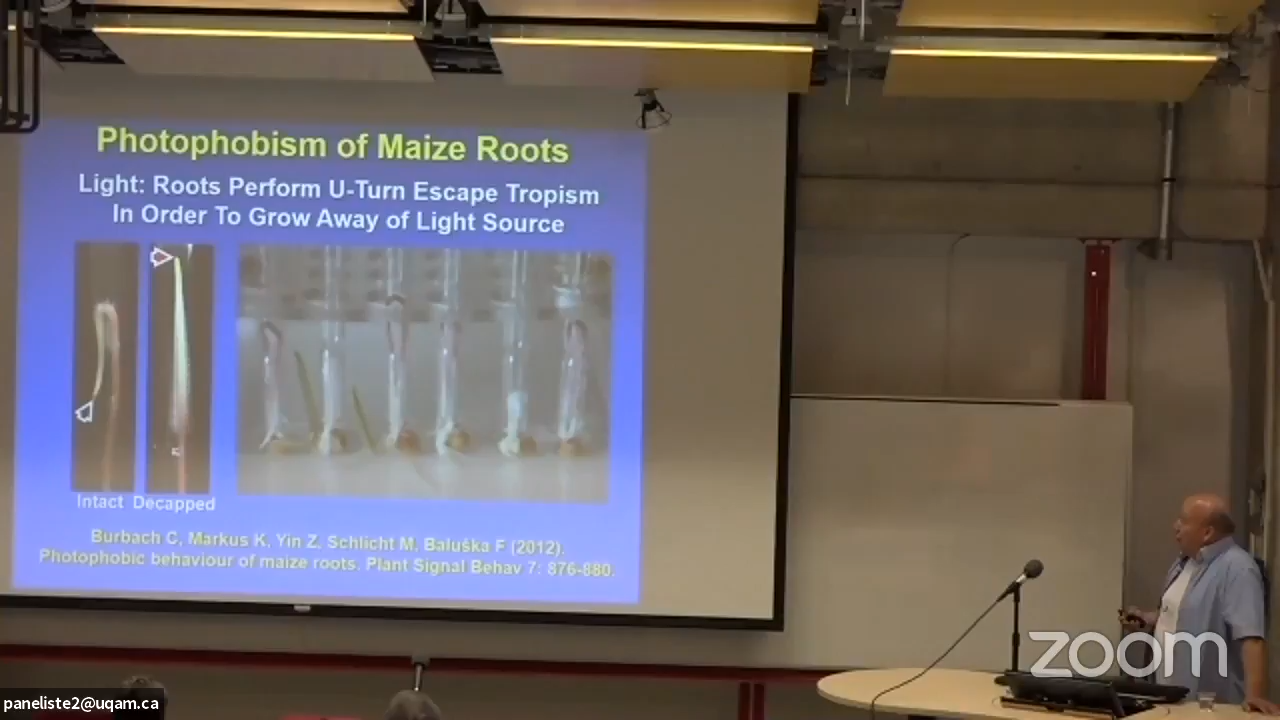 Photophobism of Maize Roots
Light: Roots Perform U-Turn Escape Tropism
In Order To Grow Away of Light Source
Intact Decapped
Burbach C, Markus K, Yin Z, Schlicht M, Baluška F (2012).
Photophobic behaviour of maize roots. Plant Signal Behav 7: 876-880.
zoom
paneliste2@uqam.ca